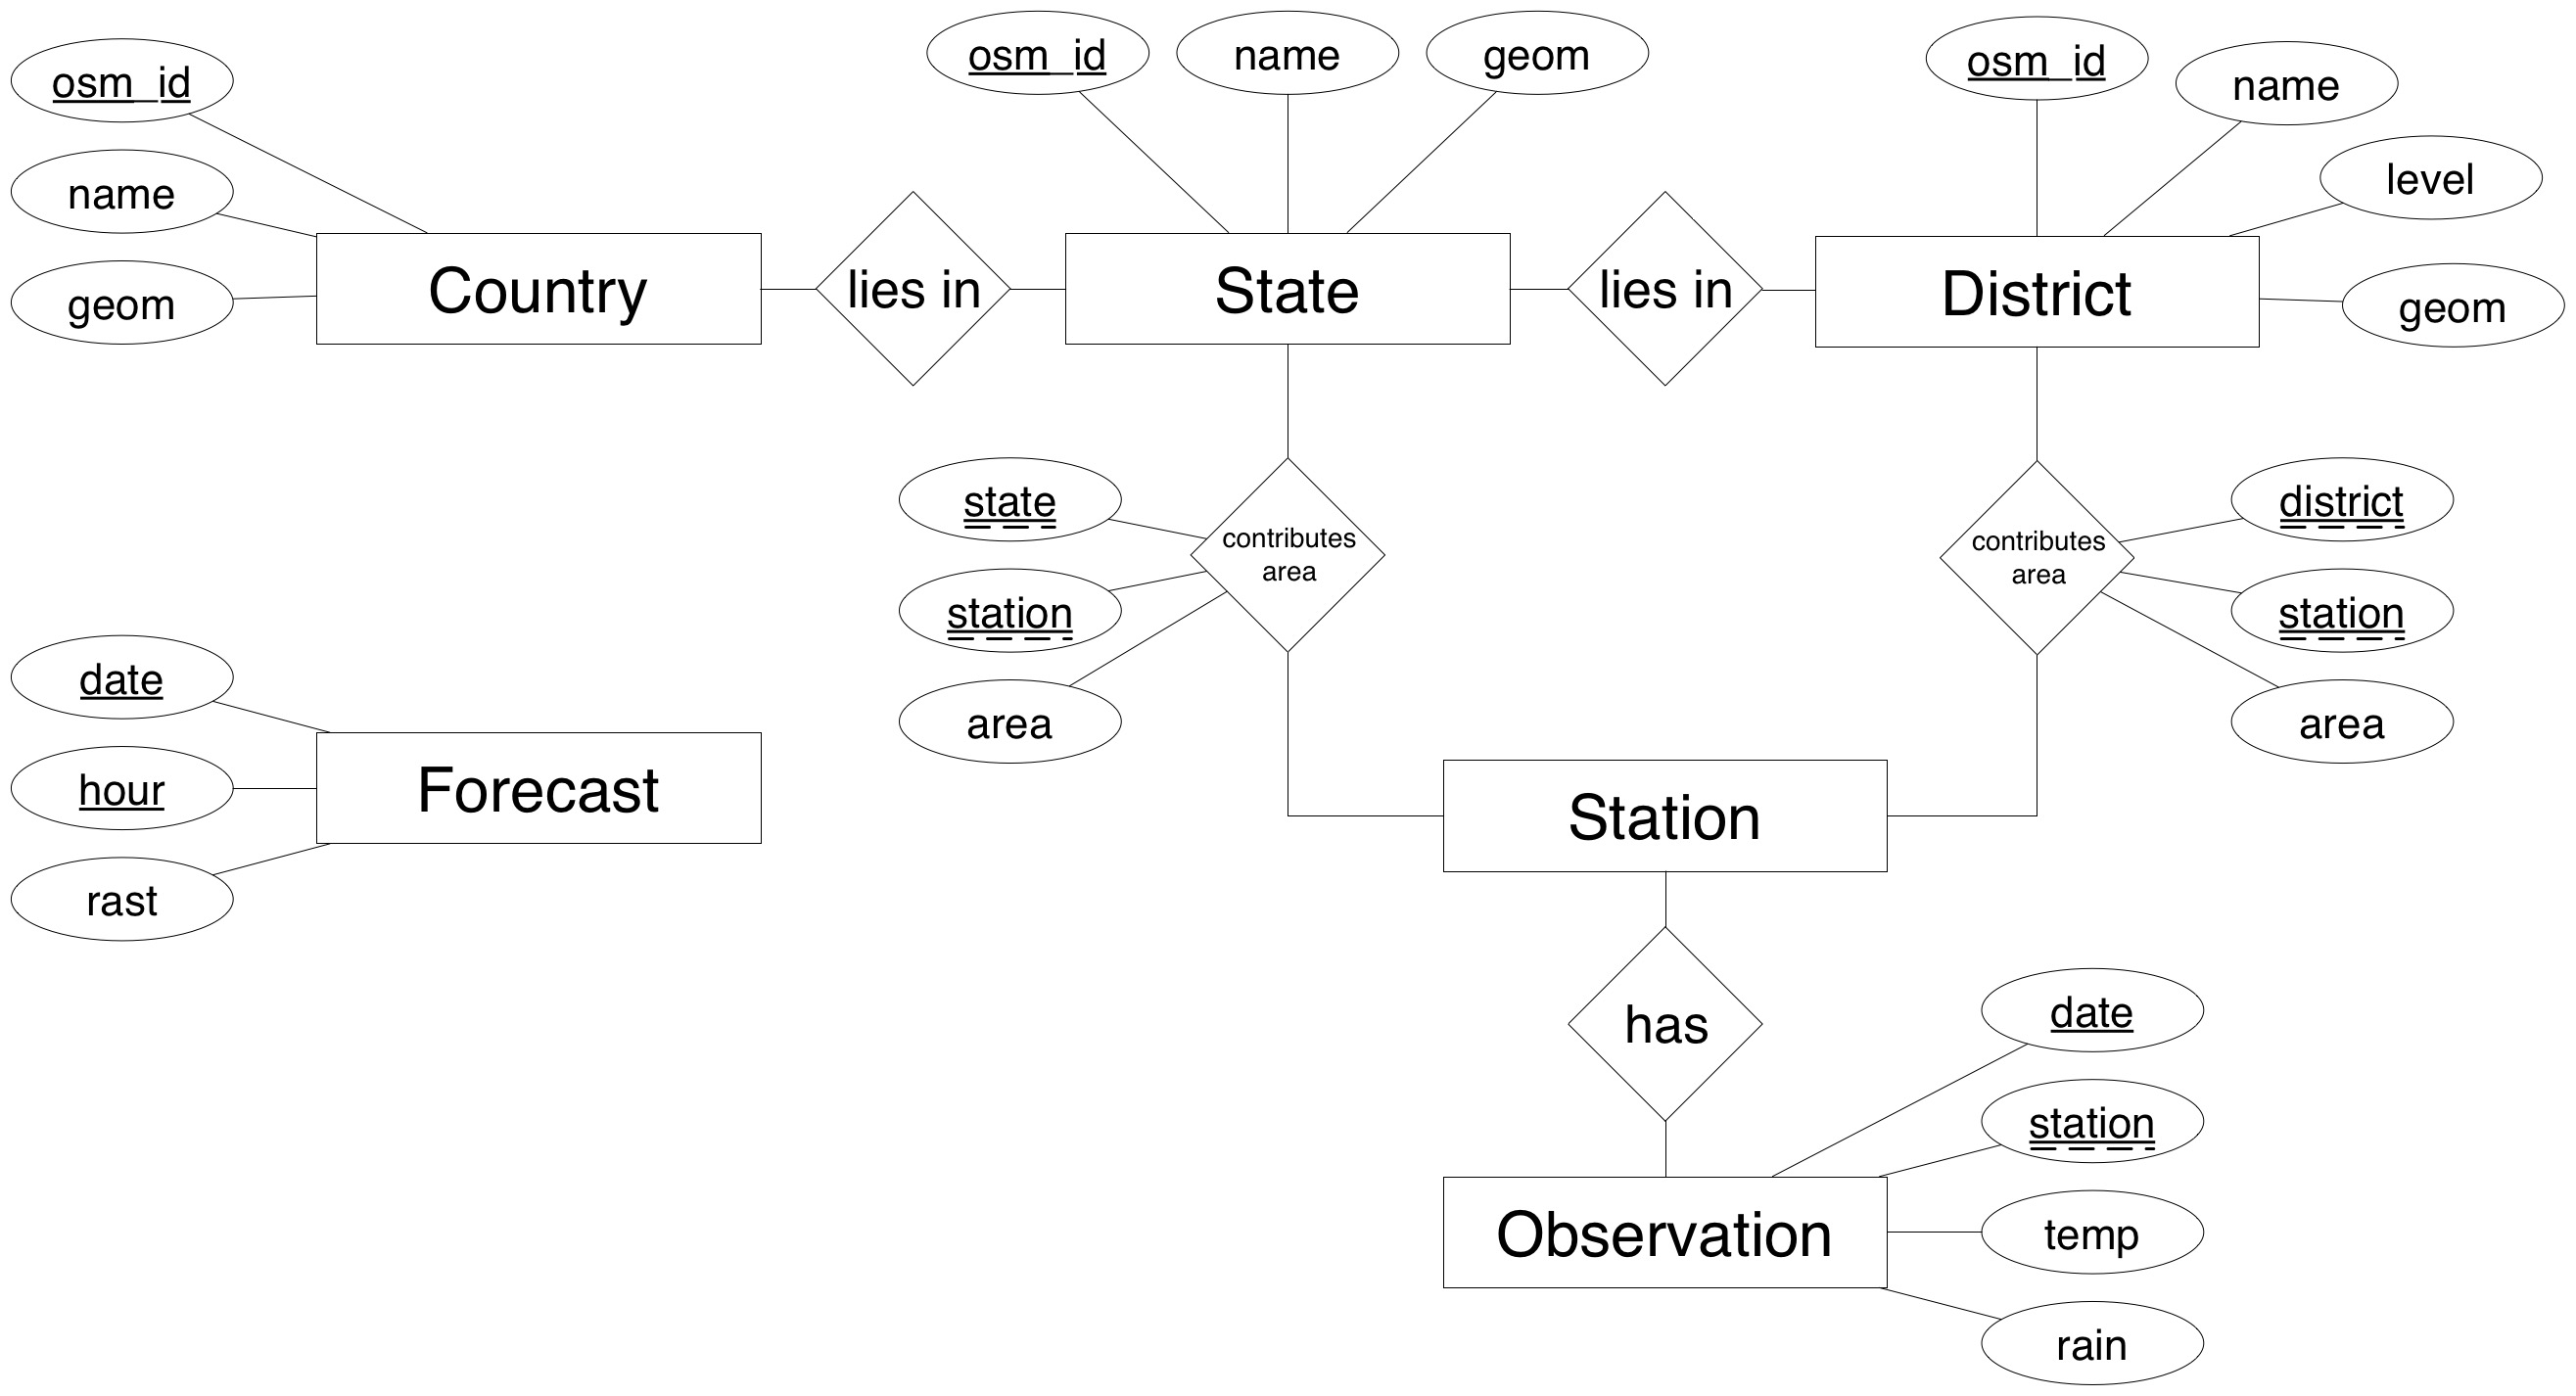 osm_id
name
geom
Country
lies in
osm_id
name
geom
State
lies in
osm_id
name
level
geom
District
state
station
area
contributes
area
district
station
area
contributes
area
date
hour
rast
Forecast
Station
has
date
station
temp
rain
Observation